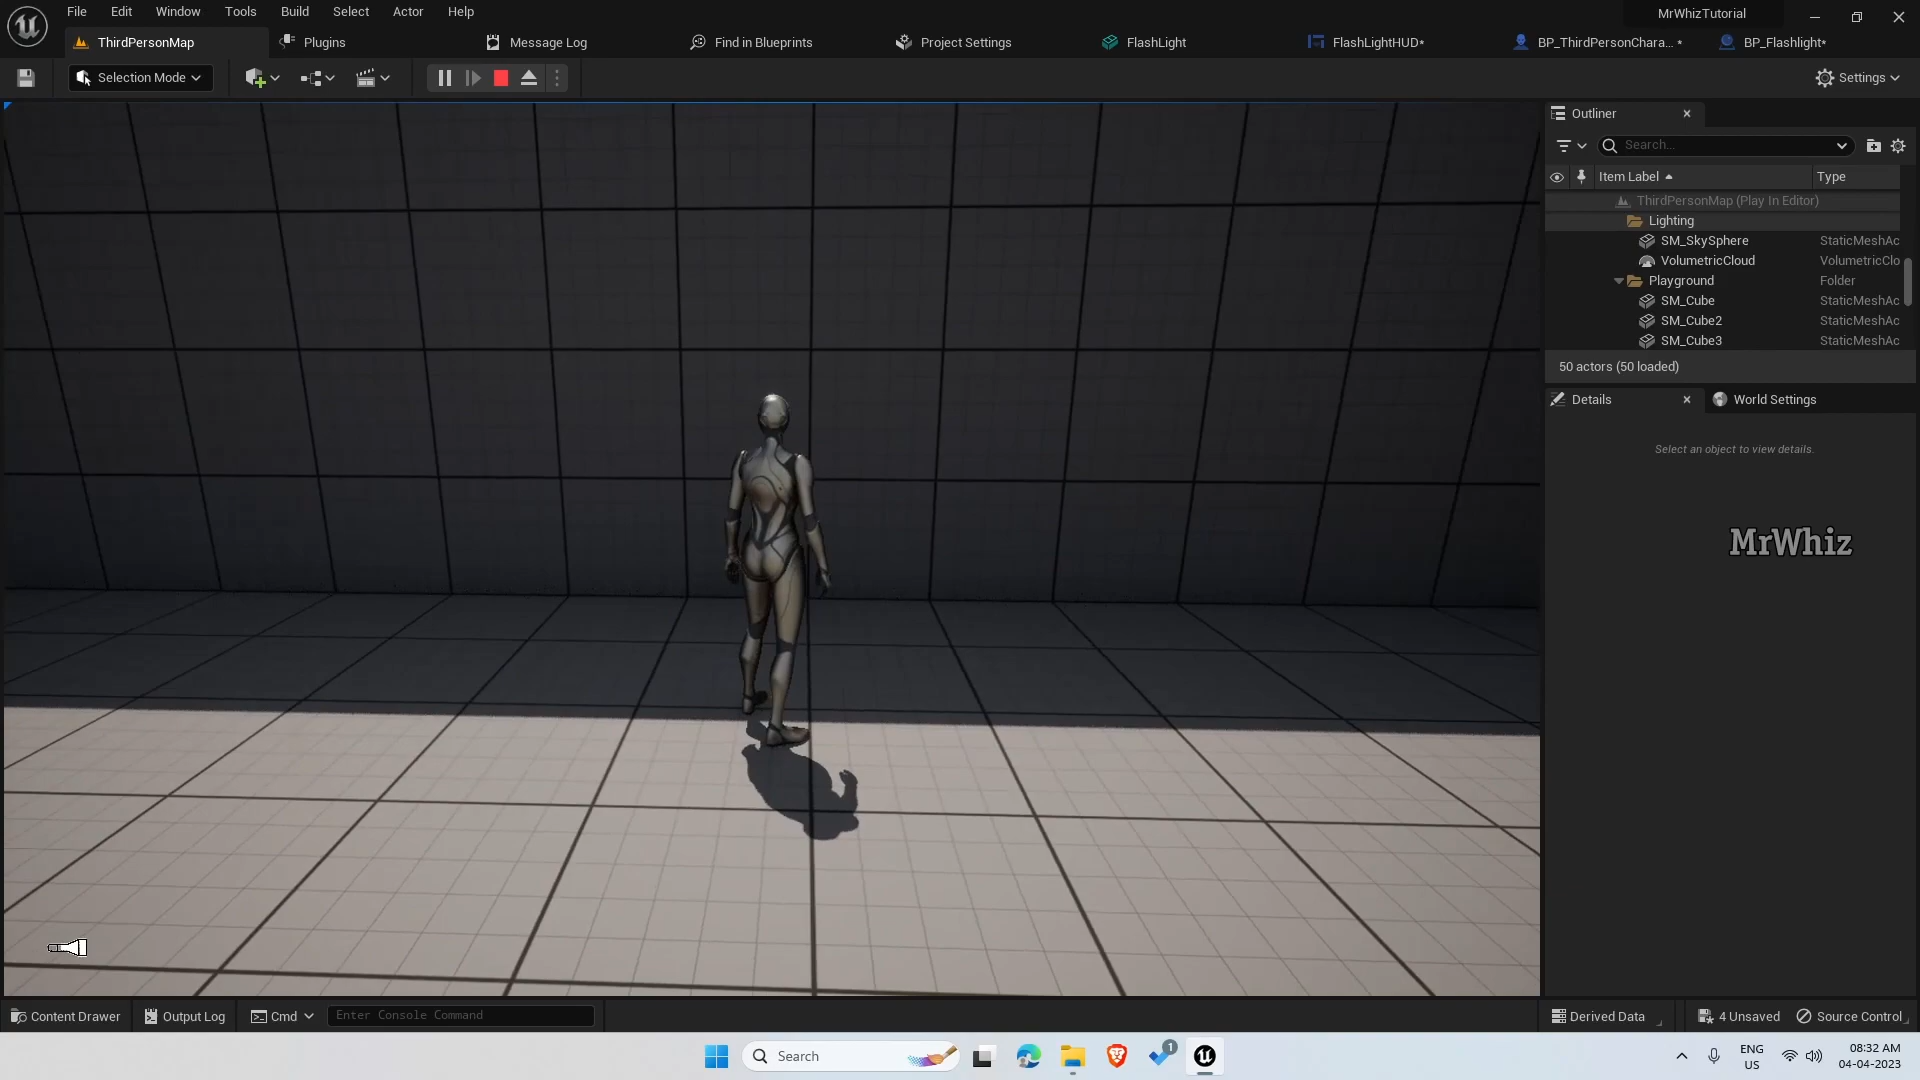 File Edit Window Tools Build Select Actor Help MrWhizTutorial
ThirdPersonMap Plugins Message Log Find in Blueprints Project Settings FlashLight FlashLightHUD* BP_ThirdPersonChara... * BP_Flashlight*
Selection Mode Settings
Outliner
Search...
Item Label Type
ThirdPersonMap (Play In Editor)
Lighting
SM_SkySphere StaticMeshAc
VolumetricCloud VolumetricClo
Playground Folder
SM_Cube StaticMeshAc
SM_Cube2 StaticMeshAc
SM_Cube3 StaticMeshAc
50 actors (50 loaded)
Details World Settings
Select an object to view details.
MrWhiz
Content Drawer Output Log Cmd Enter Console Command Derived Data 4 Unsaved Source Control
Search 1 ENG US 08:32 AM
04-04-2023